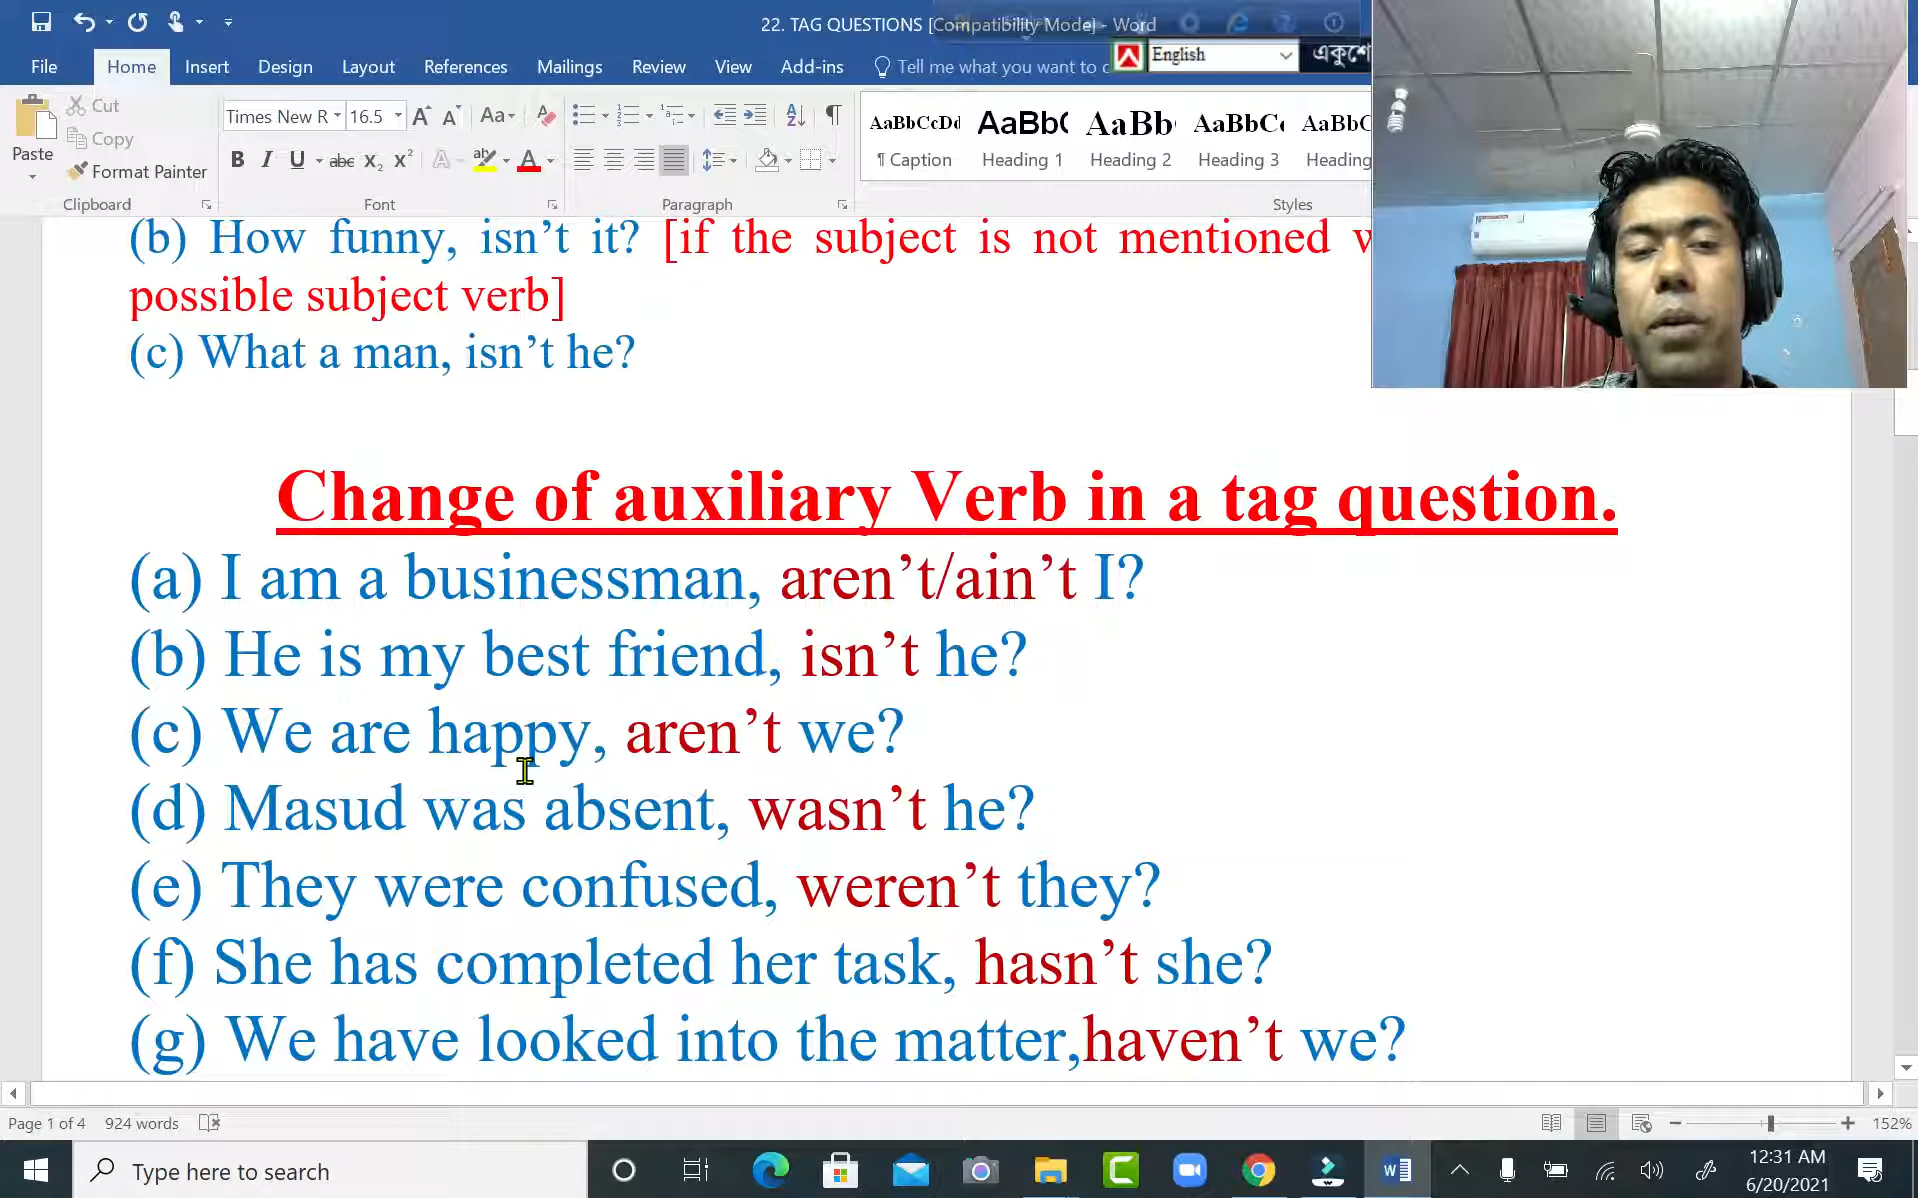 22. TAG QUESTIONS [Compatibility Mode] - Word
English
একুশে
File Home Insert Design Layout References Mailings Review View Add-ins Tell me what you want to
Cut
Copy
Paste
Format Painter
Clipboard
Times New R 16.5
Aa
B I U abc X₂ X² A A
Font
Paragraph
AaBbCcDd AaBb( AaBb AaBbC AaBbC
¶ Caption Heading 1 Heading 2 Heading 3 Heading
Styles
(b) How funny, isn’t it? [if the subject is not mentioned
possible subject verb]
(c) What a man, isn’t he?
Change of auxiliary Verb in a tag question.
(a) I am a businessman, aren’t/ain’t I?
(b) He is my best friend, isn’t he?
(c) We are happy, aren’t we?
(d) Masud was absent, wasn’t he?
(e) They were confused, weren’t they?
(f) She has completed her task, hasn’t she?
(g) We have looked into the matter,haven’t we?
Page 1 of 4 924 words
152%
Type here to search
12:31 AM
6/20/2021